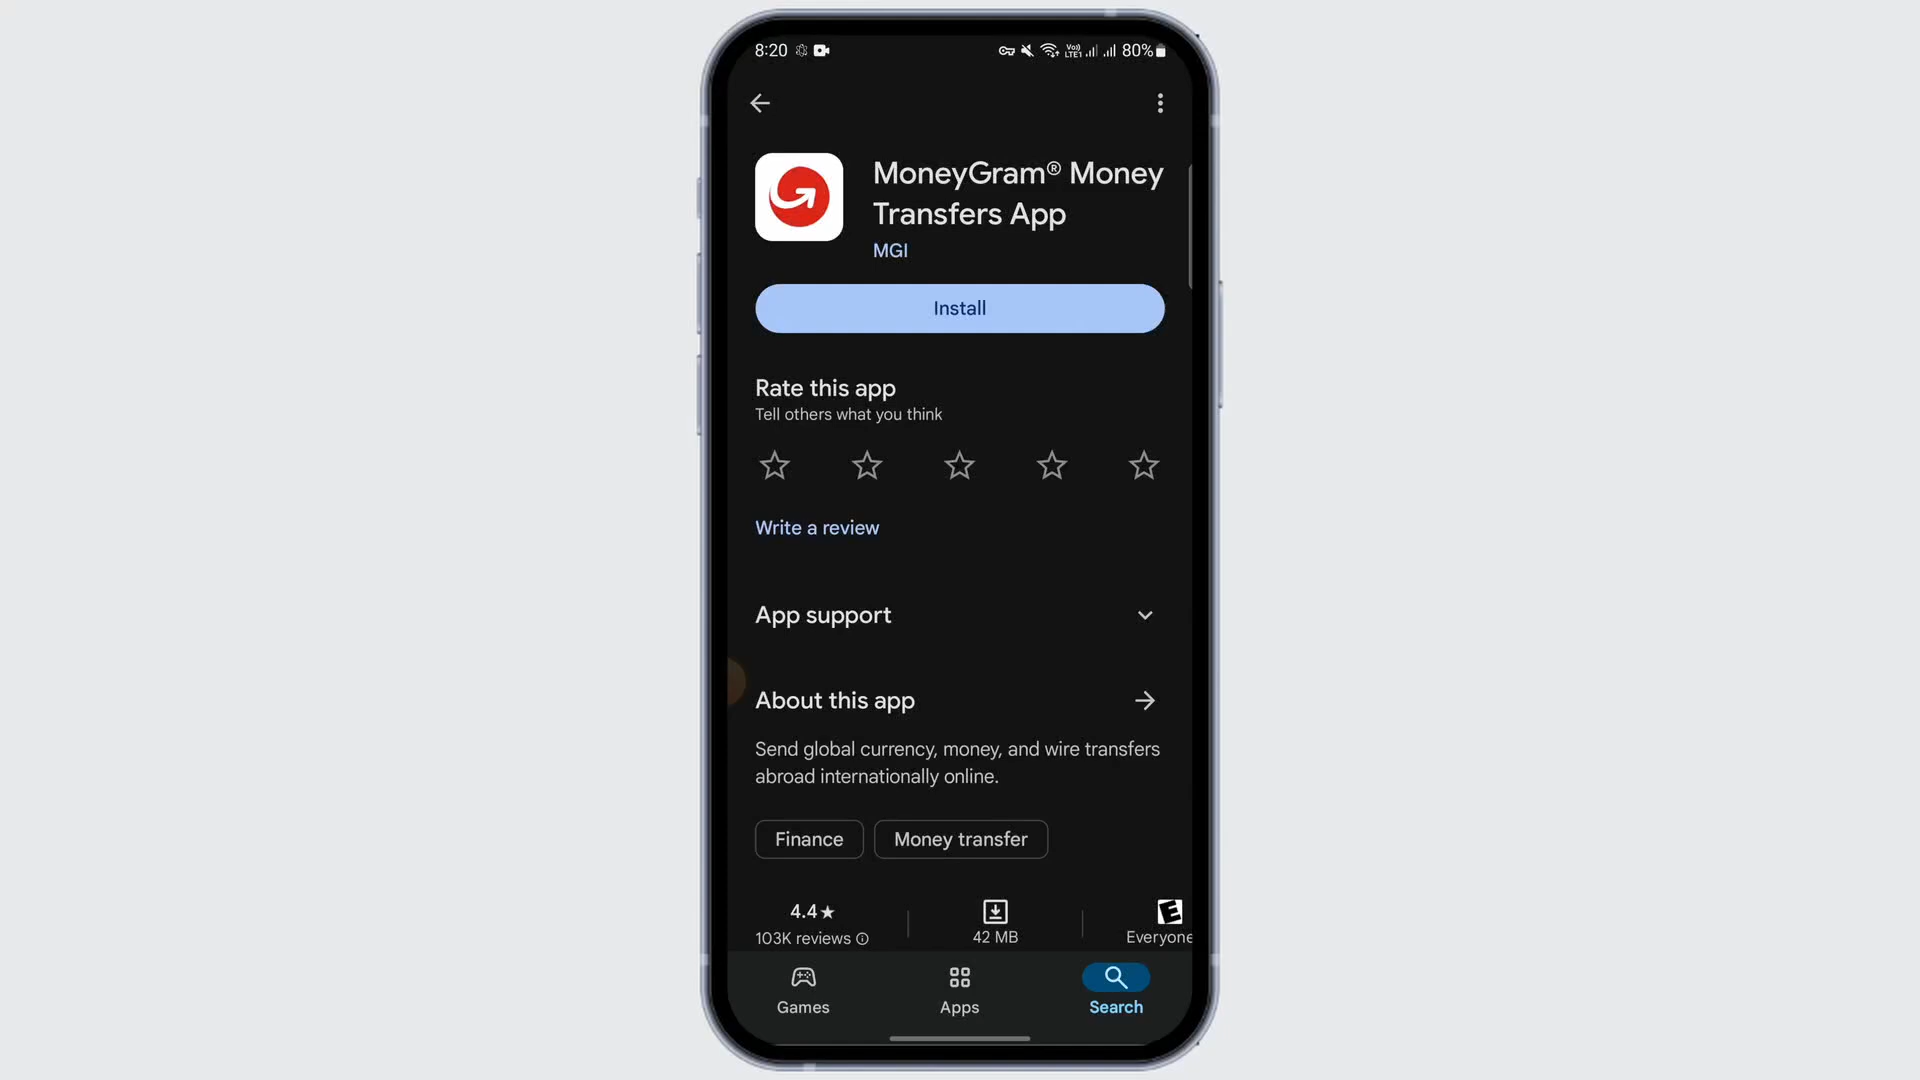 8:20
Vo)) LTE1 80%
MoneyGram® Money
Transfers App
MGI
Install
Rate this app
Tell others what you think
Write a review
App support
About this app
Send global currency, money, and wire transfers
abroad internationally online.
Finance Money transfer
4.4★ E
103K reviews 42 MB Everyone
Games Apps Search